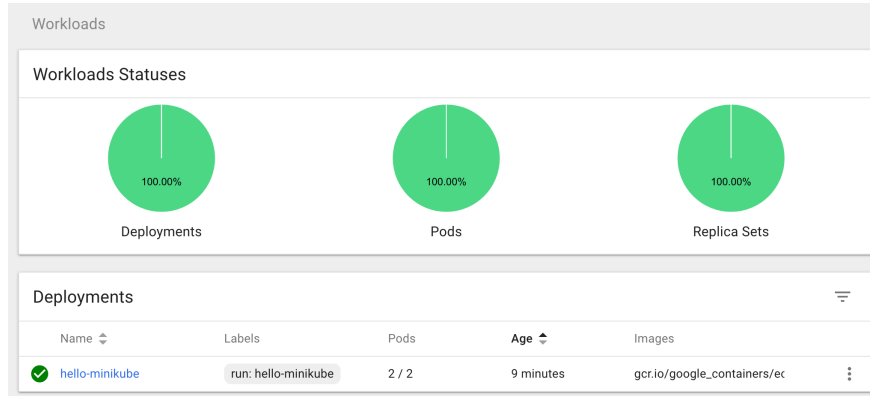 Workloads
Workloads Statuses
100.00% 100.00% 100.00%
Deployments Pods Replica Sets
Deployments
Name Labels Pods Age Images
hello-minikube run: hello-minikube 2 / 2 9 minutes gcr.io/google_containers/ec